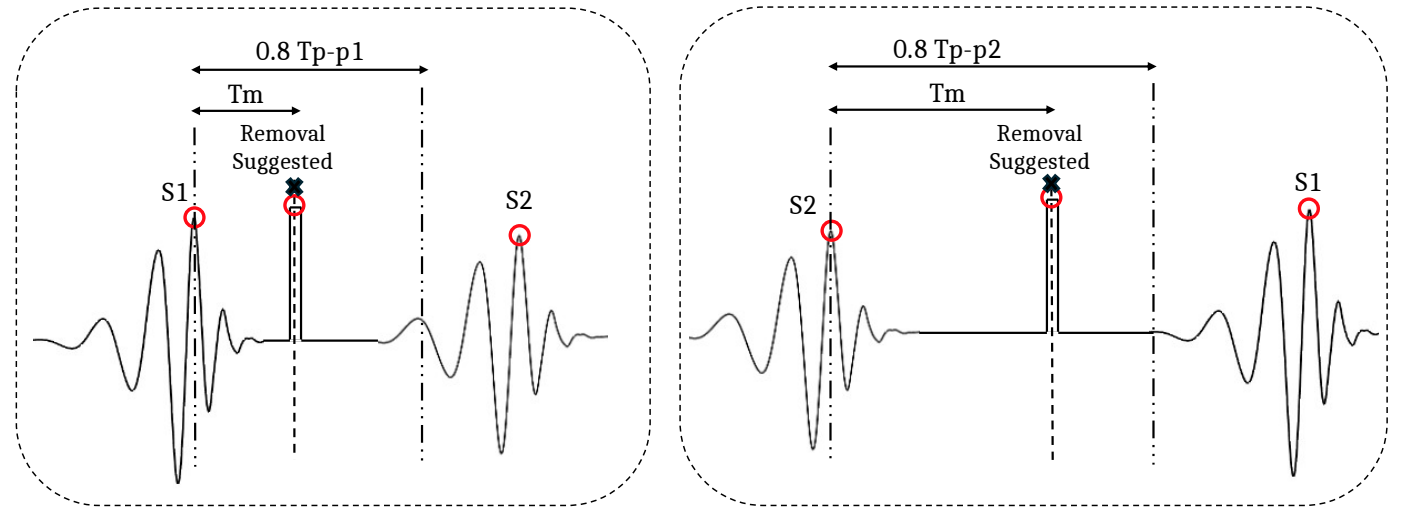 0.8 Tp-p1
Tm
Removal
Suggested
S1
S2
0.8 Tp-p2
Tm
Removal
Suggested
S2
S1